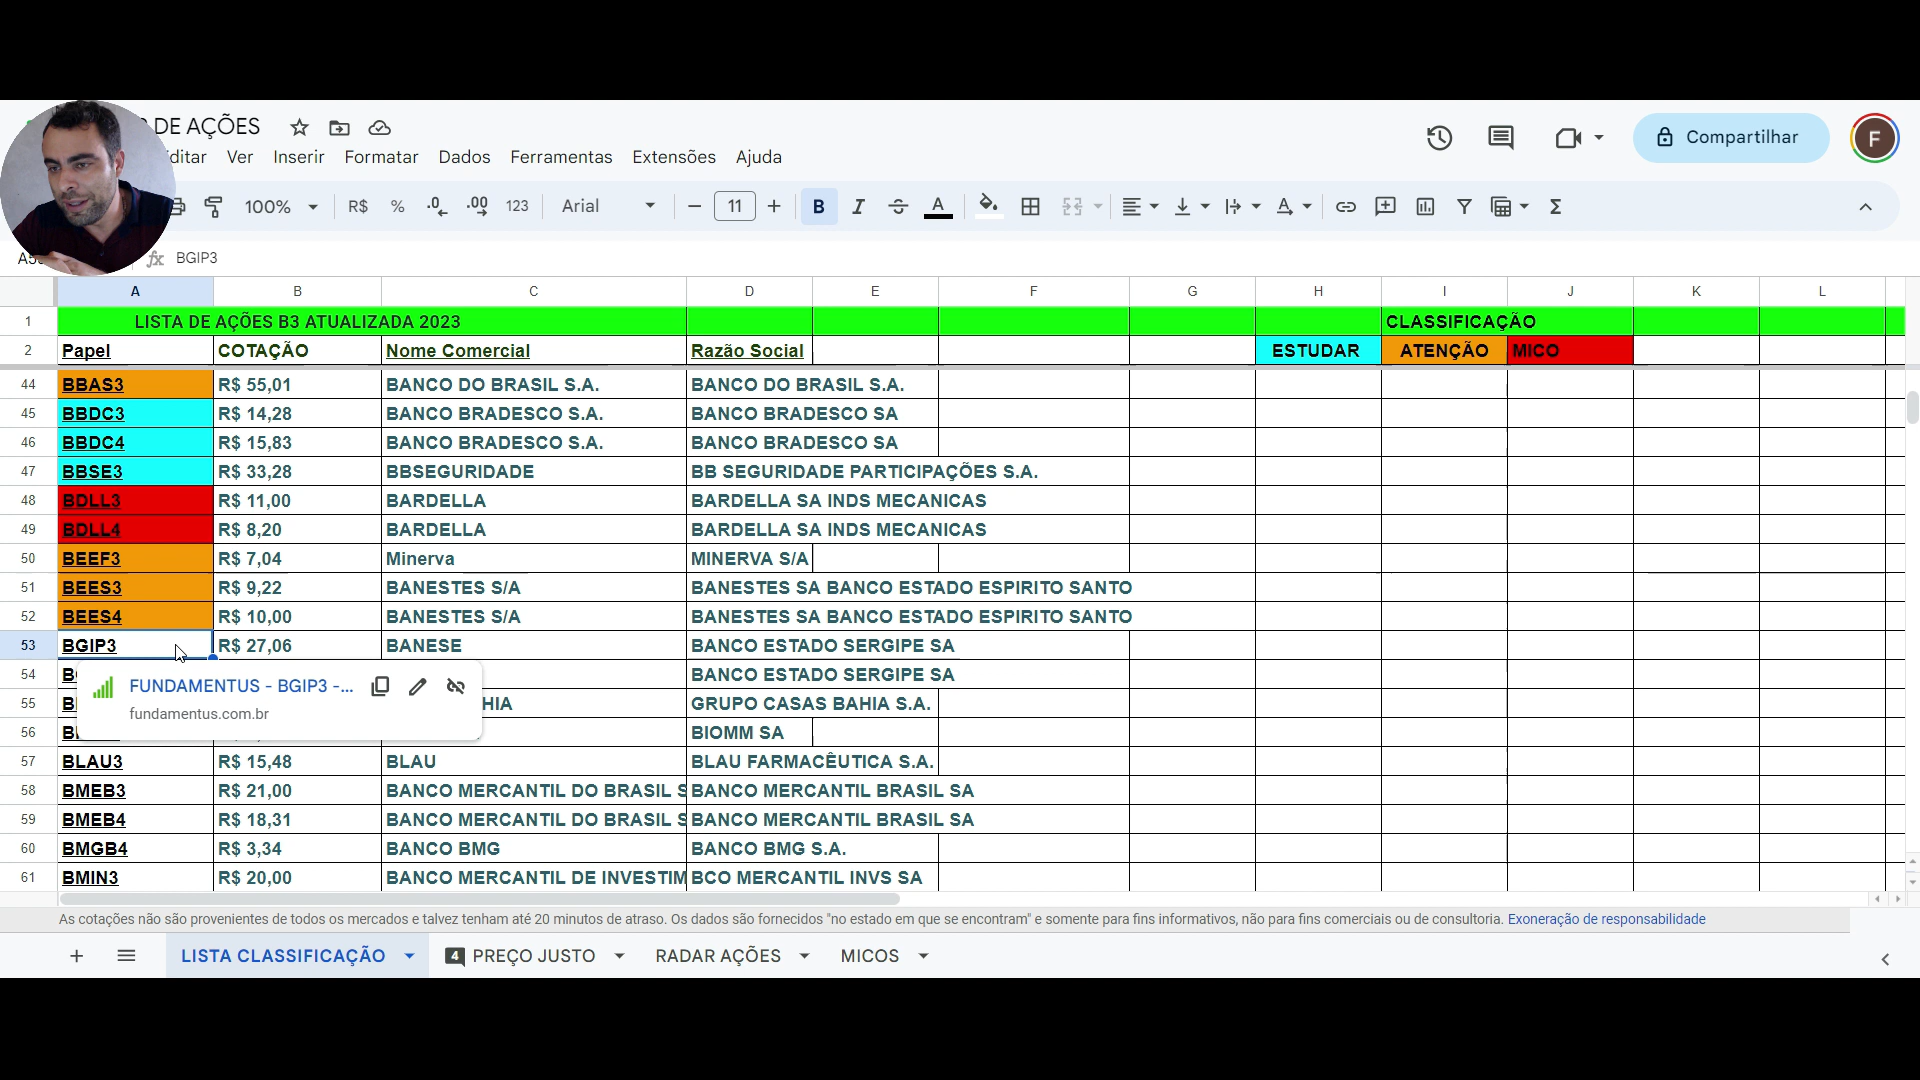 DE AÇÕES
ditar Ver Inserir Formatar Dados Ferramentas Extensões Ajuda
Compartilhar
F
100% R$ % .0 .00 123 Arial 11 B I S A A Σ
fx BGIP3
A B C D E F G H I J K L
1 LISTA DE AÇÕES B3 ATUALIZADA 2023 CLASSIFICAÇÃO
2 Papel COTAÇÃO Nome Comercial Razão Social ESTUDAR ATENÇÃO MICO
44 BBAS3 R$ 55,01 BANCO DO BRASIL S.A. BANCO DO BRASIL S.A.
45 BBDC3 R$ 14,28 BANCO BRADESCO S.A. BANCO BRADESCO SA
46 BBDC4 R$ 15,83 BANCO BRADESCO S.A. BANCO BRADESCO SA
47 BBSE3 R$ 33,28 BBSEGURIDADE BB SEGURIDADE PARTICIPAÇÕES S.A.
48 BDLL3 R$ 11,00 BARDELLA BARDELLA SA INDS MECANICAS
49 BDLL4 R$ 8,20 BARDELLA BARDELLA SA INDS MECANICAS
50 BEEF3 R$ 7,04 Minerva MINERVA S/A
51 BEES3 R$ 9,22 BANESTES S/A BANESTES SA BANCO ESTADO ESPIRITO SANTO
52 BEES4 R$ 10,00 BANESTES S/A BANESTES SA BANCO ESTADO ESPIRITO SANTO
53 BGIP3 R$ 27,06 BANESE BANCO ESTADO SERGIPE SA
54 BANCO ESTADO SERGIPE SA
FUNDAMENTUS - BGIP3 -...
fundamentus.com.br
55 HIA GRUPO CASAS BAHIA S.A.
56 BIOMM SA
57 BLAU3 R$ 15,48 BLAU BLAU FARMACÊUTICA S.A.
58 BMEB3 R$ 21,00 BANCO MERCANTIL DO BRASIL S BANCO MERCANTIL BRASIL SA
59 BMEB4 R$ 18,31 BANCO MERCANTIL DO BRASIL S BANCO MERCANTIL BRASIL SA
60 BMGB4 R$ 3,34 BANCO BMG BANCO BMG S.A.
61 BMIN3 R$ 20,00 BANCO MERCANTIL DE INVESTIM BCO MERCANTIL INVS SA
As cotações não são provenientes de todos os mercados e talvez tenham até 20 minutos de atraso. Os dados são fornecidos "no estado em que se encontram" e somente para fins informativos, não para fins comerciais ou de consultoria. Exoneração de responsabilidade
LISTA CLASSIFICAÇÃO 4 PREÇO JUSTO RADAR AÇÕES MICOS